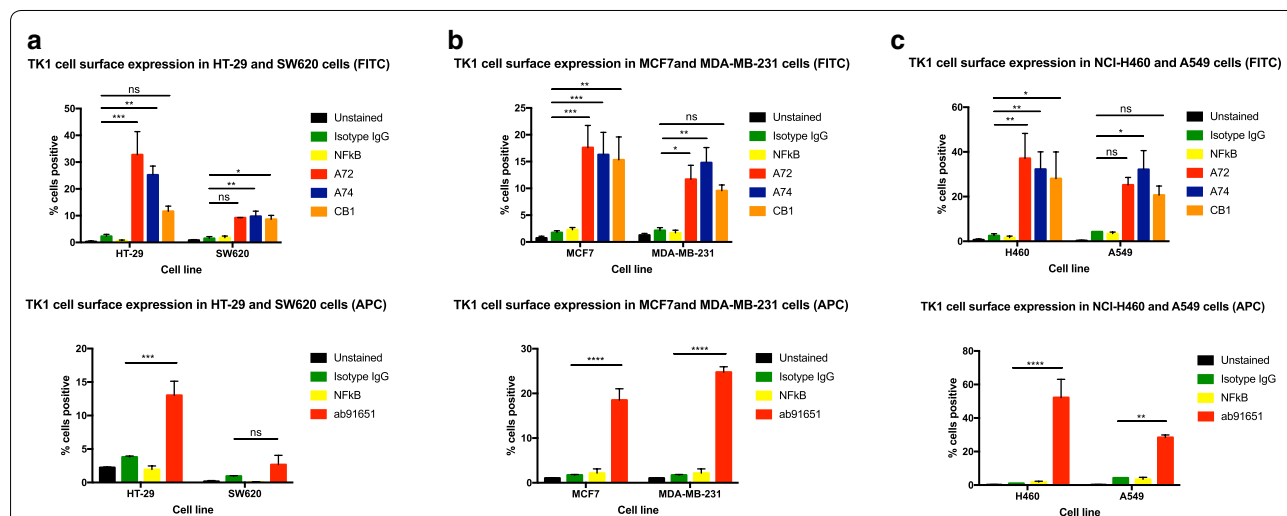 a
TK1 cell surface expression in HT-29 and SW620 cells (FITC)
% cells positive
50
40
30
20
10
0
ns
**
***
*
**
ns
HT-29
SW620
Cell line
Unstained
Isotype IgG
NFkB
A72
A74
CB1
b
TK1 cell surface expression in MCF7and MDA-MB-231 cells (FITC)
% cells positive
25
20
15
10
5
0
**
***
***
ns
**
*
MCF7
MDA-MB-231
Cell line
Unstained
Isotype IgG
NFkB
A72
A74
CB1
c
TK1 cell surface expression in NCI-H460 and A549 cells (FITC)
% cells positive
60
40
20
0
*
**
**
ns
*
ns
H460
A549
Cell line
Unstained
Isotype IgG
NFkB
A72
A74
CB1
TK1 cell surface expression in HT-29 and SW620 cells (APC)
% cells positive
20
15
10
5
0
***
ns
HT-29
SW620
Cell line
Unstained
Isotype IgG
NFkB
ab91651
TK1 cell surface expression in MCF7and MDA-MB-231 cells (APC)
% cells positive
30
20
10
0
****
****
MCF7
MDA-MB-231
Cell line
Unstained
Isotype IgG
NFkB
ab91651
TK1 cell surface expression in NCI-H460 and A549 cells (APC)
% cells positive
80
60
40
20
0
****
**
H460
A549
Cell line
Unstained
Isotype IgG
NFkB
ab91651